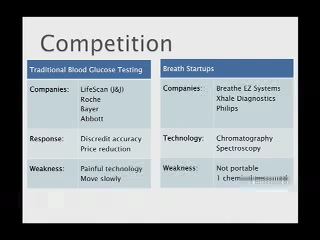 Competition
Traditional Blood Glucose Testing
Companies: LifeScan (J&J)
Roche
Bayer
Abbott
Response: Discredit accuracy
Price reduction
Weakness: Painful technology
Move slowly
Breath Startups
Companies: Breathe EZ Systems
Xhale Diagnostics
Philips
Technology: Chromatography
Spectroscopy
Weakness: Not portable
1